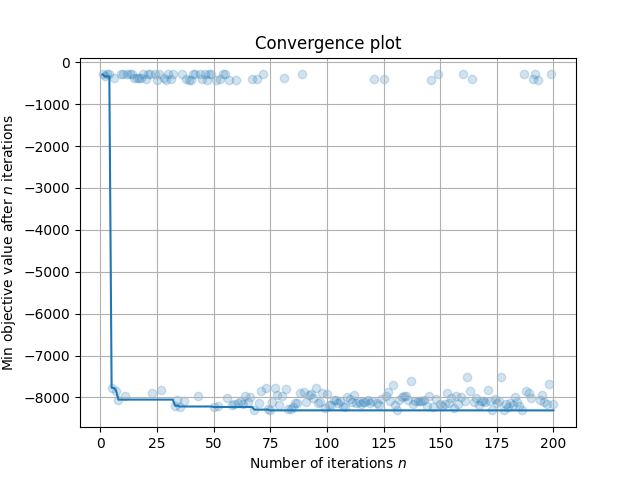 Convergence plot
Min objective value after n iterations
0
−1000
−2000
−3000
−4000
−5000
−6000
−7000
−8000
0 25 50 75 100 125 150 175 200
Number of iterations n